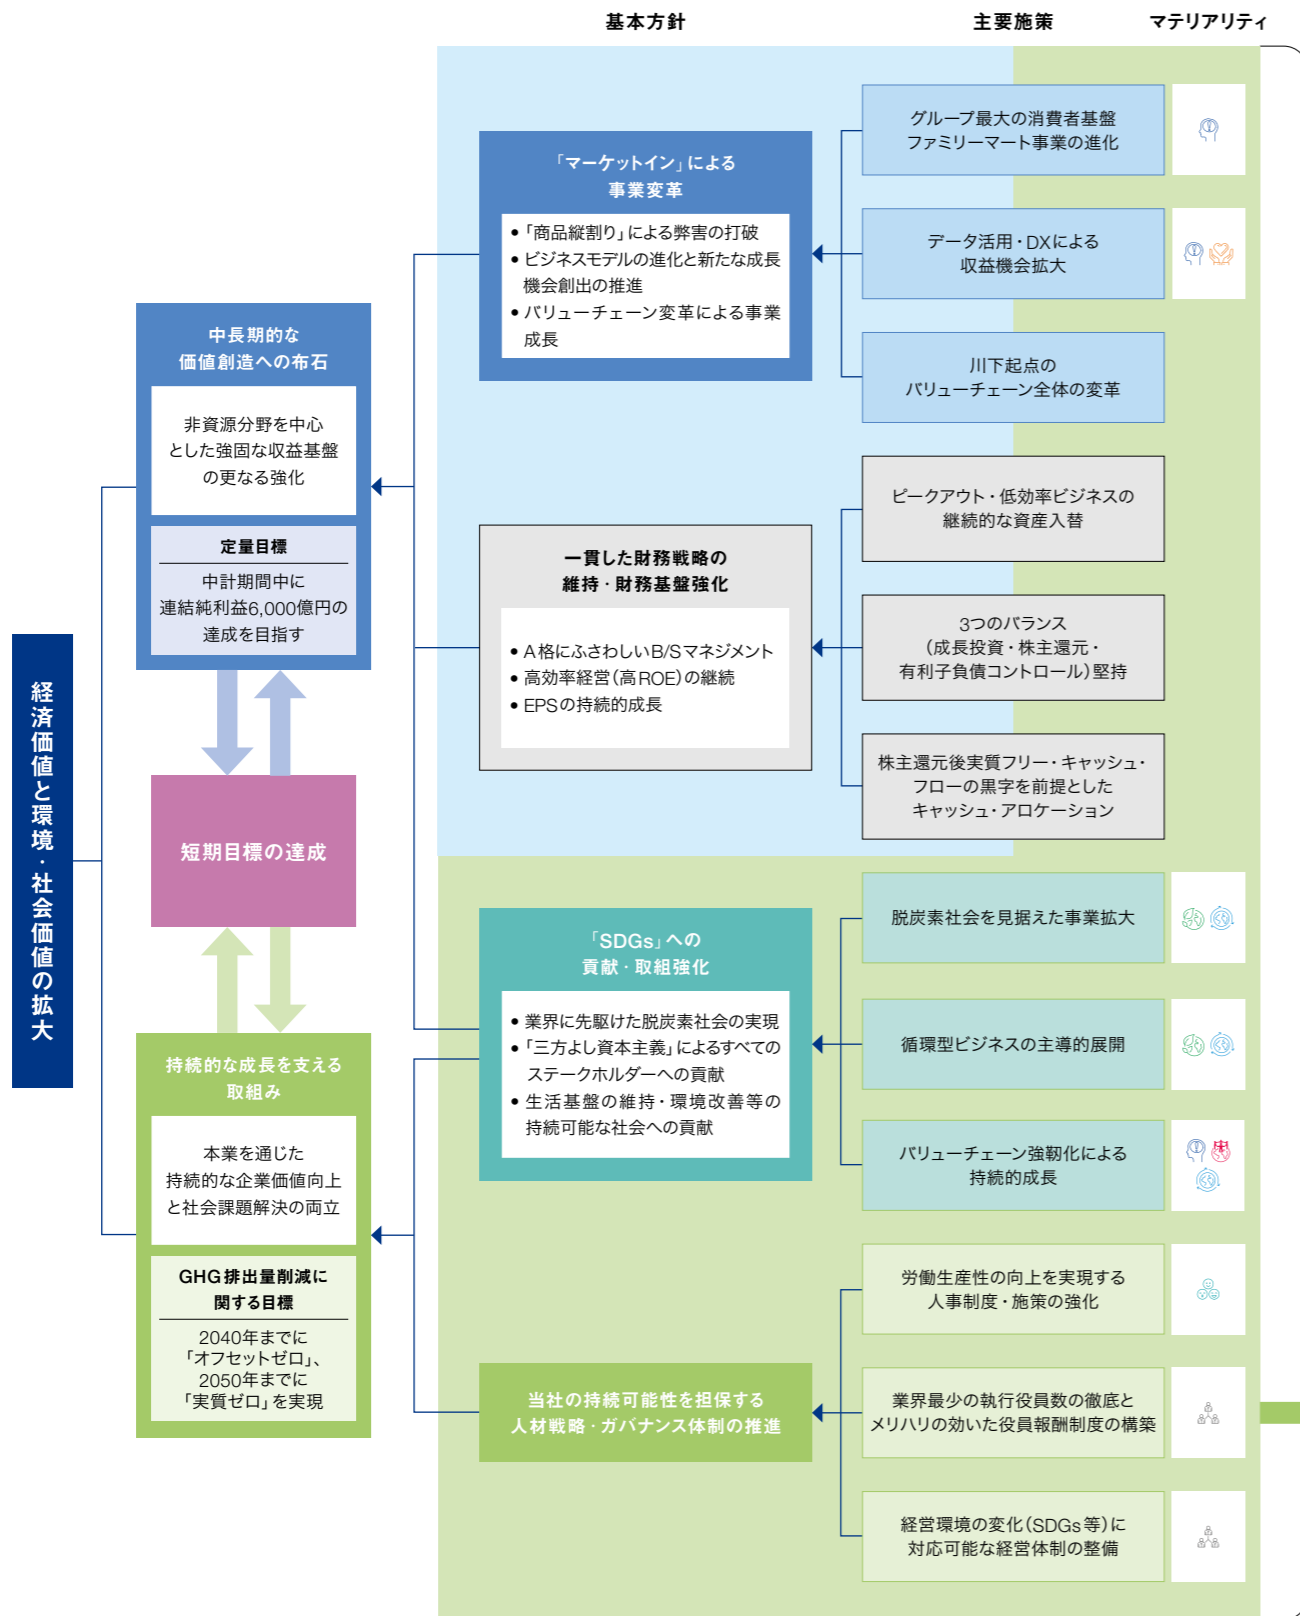 基本方針
主要施策
マテリアリティ
経済価値と環境・社会価値の拡大
中長期的な
価値創造への布石
非資源分野を中心
とした強固な収益基盤
の更なる強化
定量目標
中計期間中に
連結純利益6,000億円の
達成を目指す
短期目標の達成
持続的な成長を支える
取組み
本業を通じた
持続的な企業価値向上
と社会課題解決の両立
GHG排出量削減に
関する目標
2040年までに
「オフセットゼロ」、
2050年までに
「実質ゼロ」を実現
「マーケットイン」による
事業変革
•「商品縦割り」による弊害の打破
• ビジネスモデルの進化と新たな成長
機会創出の推進
• バリューチェーン変革による事業
成長
グループ最大の消費者基盤
ファミリーマート事業の進化
データ活用・DXによる
収益機会拡大
川下起点の
バリューチェーン全体の変革
一貫した財務戦略の
維持・財務基盤強化
• A格にふさわしいB/Sマネジメント
• 高効率経営(高ROE)の継続
• EPSの持続的成長
ピークアウト・低効率ビジネスの
継続的な資産入替
3つのバランス
(成長投資・株主還元・
有利子負債コントロール)堅持
株主還元後実質フリー・キャッシュ・
フローの黒字を前提とした
キャッシュ・アロケーション
「SDGs」への
貢献・取組強化
• 業界に先駆けた脱炭素社会の実現
•「三方よし資本主義」によるすべての
ステークホルダーへの貢献
• 生活基盤の維持・環境改善等の
持続可能な社会への貢献
脱炭素社会を見据えた事業拡大
循環型ビジネスの主導的展開
バリューチェーン強靭化による
持続的成長
当社の持続可能性を担保する
人材戦略・ガバナンス体制の推進
労働生産性の向上を実現する
人事制度・施策の強化
業界最少の執行役員数の徹底と
メリハリの効いた役員報酬制度の構築
経営環境の変化(SDGs等)に
対応可能な経営体制の整備